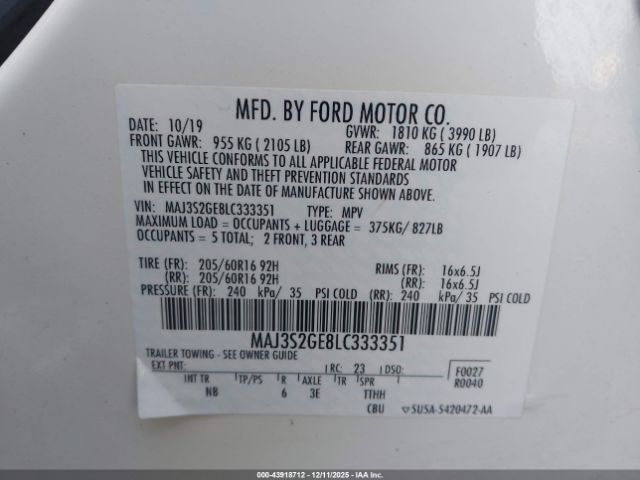 MFD. BY FORD MOTOR CO.
DATE: 10/19 GVWR: 1810 KG ( 3990 LB)
FRONT GAWR: 955 KG ( 2105 LB) REAR GAWR: 865 KG ( 1907 LB)
THIS VEHICLE CONFORMS TO ALL APPLICABLE FEDERAL MOTOR
VEHICLE SAFETY AND THEFT PREVENTION STANDARDS
IN EFFECT ON THE DATE OF MANUFACTURE SHOWN ABOVE.
VIN: MAJ3S2GE8LC333351 TYPE: MPV
MAXIMUM LOAD = OCCUPANTS + LUGGAGE = 375KG/ 827LB
OCCUPANTS = 5 TOTAL; 2 FRONT, 3 REAR
TIRE (FR): 205/60R16 92H RIMS (FR): 16x6.5J
(RR): 205/60R16 92H (RR): 16x6.5J
PRESSURE (FR): 240 kPa/ 35 PSI COLD (RR): 240 kPa/ 35 PSI COLD
MAJ3S2GE8LC333351
TRAILER TOWING - SEE OWNER GUIDE
EXT PNT: RC: 23 DSO: F0027
R0040
INT TR TP/PS R AXLE TR SPR
NB 6 3E TTHH
CBU SU5A-5420472-AA
000-43918712 - 12/11/2025 - IAA Inc.